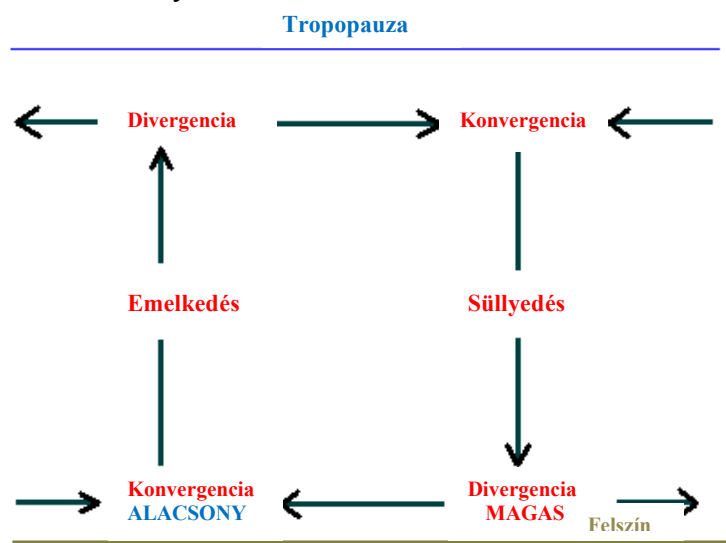 Tropopauza
Divergencia
Konvergencia
Emelkedés
Süllyedés
Konvergencia
ALACSONY
Divergencia
MAGAS
Felszín